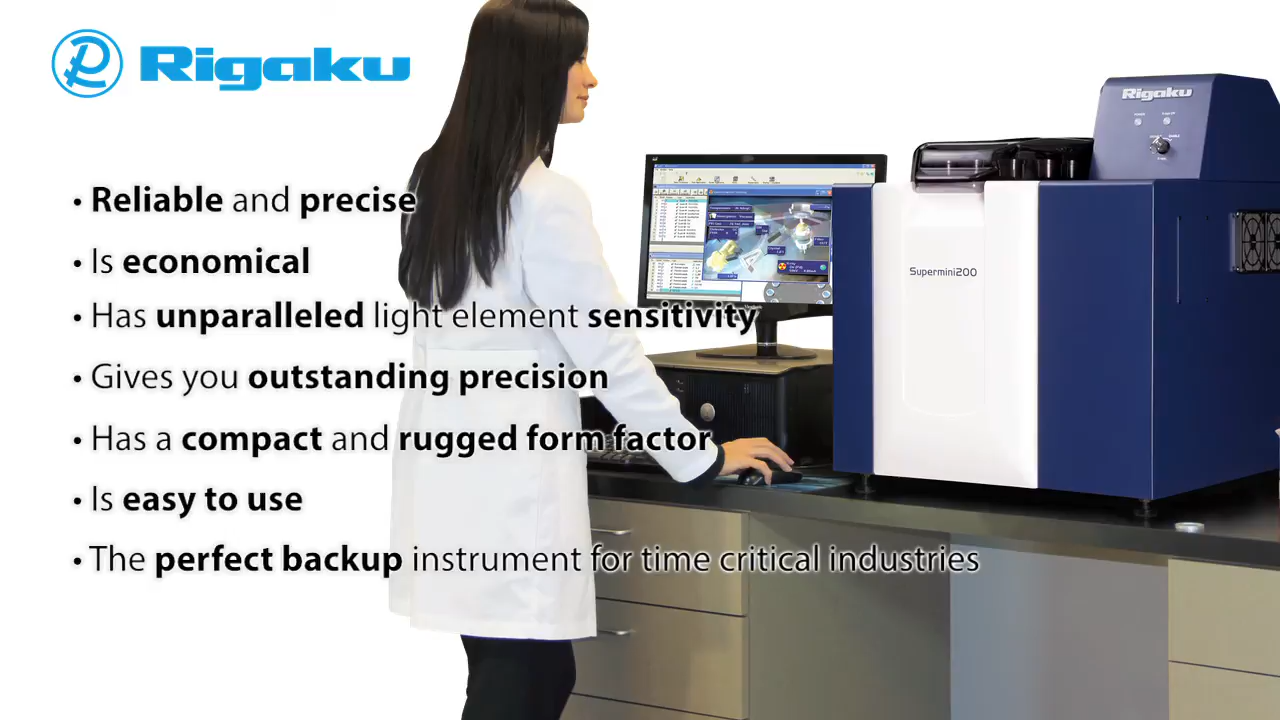 Rigaku
Rigaku
• Reliable and precise
• Is economical
Supermini200
• Has unparalleled light element sensitivity
• Gives you outstanding precision
• Has a compact and rugged form factor
• Is easy to use
• The perfect backup instrument for time critical industries